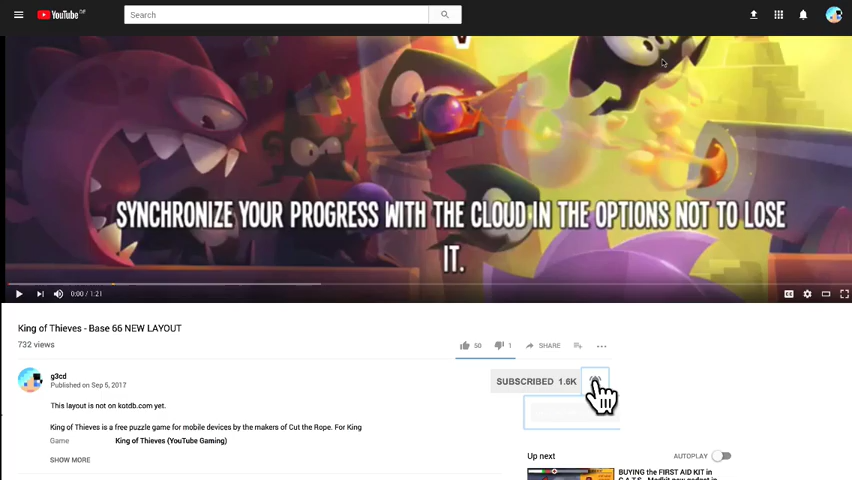 YouTube
Search
SYNCHRONIZE YOUR PROGRESS WITH THE CLOUD IN THE OPTIONS NOT TO LOSE
IT.
0:00 / 1:21
King of Thieves - Base 66 NEW LAYOUT
732 views
50
1
SHARE
g3cd
Published on Sep 5, 2017
SUBSCRIBED 1.6K
This layout is not on kotdb.com yet.
King of Thieves is a free puzzle game for mobile devices by the makers of Cut the Rope. For King
Game King of Thieves (YouTube Gaming)
SHOW MORE
Up next
AUTOPLAY
BUYING the FIRST AID KIT in